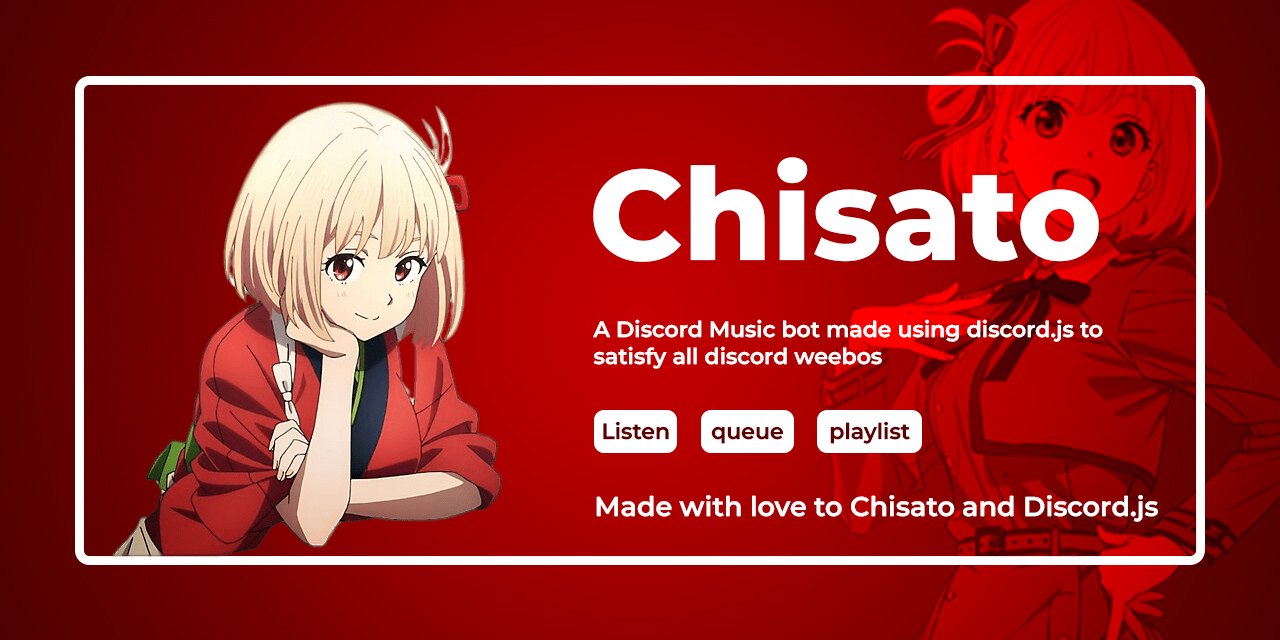 Chisato
A Discord Music bot made using discord.js to
satisfy all discord weebos
Listen queue playlist
Made with love to Chisato and Discord.js